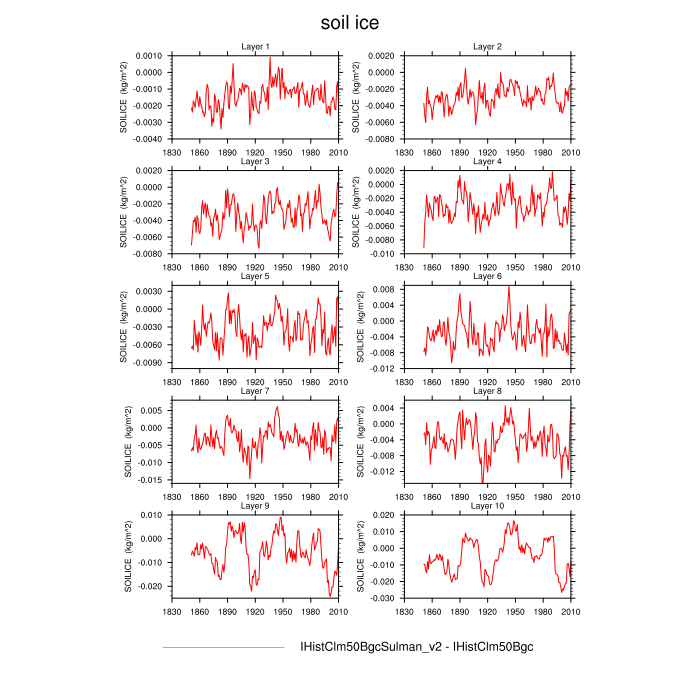 soil ice
Layer 1
Layer 2
SOILICE (kg/m^2)
0.0010
0.0000
-0.0010
-0.0020
-0.0030
-0.0040
1830 1860 1890 1920 1950 1980 2010
SOILICE (kg/m^2)
0.0020
0.0000
-0.0020
-0.0040
-0.0060
-0.0080
1830 1860 1890 1920 1950 1980 2010
Layer 3
Layer 4
SOILICE (kg/m^2)
0.0020
0.0000
-0.0020
-0.0040
-0.0060
-0.0080
1830 1860 1890 1920 1950 1980 2010
SOILICE (kg/m^2)
0.0020
0.0000
-0.0020
-0.0040
-0.0060
-0.0080
-0.010
1830 1860 1890 1920 1950 1980 2010
Layer 5
Layer 6
SOILICE (kg/m^2)
0.0030
0.0000
-0.0030
-0.0060
-0.0090
1830 1860 1890 1920 1950 1980 2010
SOILICE (kg/m^2)
0.008
0.004
0.000
-0.004
-0.008
-0.012
1830 1860 1890 1920 1950 1980 2010
Layer 7
Layer 8
SOILICE (kg/m^2)
0.005
0.000
-0.005
-0.010
-0.015
1830 1860 1890 1920 1950 1980 2010
SOILICE (kg/m^2)
0.004
0.000
-0.004
-0.008
-0.012
1830 1860 1890 1920 1950 1980 2010
Layer 9
Layer 10
SOILICE (kg/m^2)
0.010
0.000
-0.010
-0.020
1830 1860 1890 1920 1950 1980 2010
SOILICE (kg/m^2)
0.020
0.010
0.000
-0.010
-0.020
-0.030
1830 1860 1890 1920 1950 1980 2010
IHistClm50BgcSulman_v2 - IHistClm50Bgc